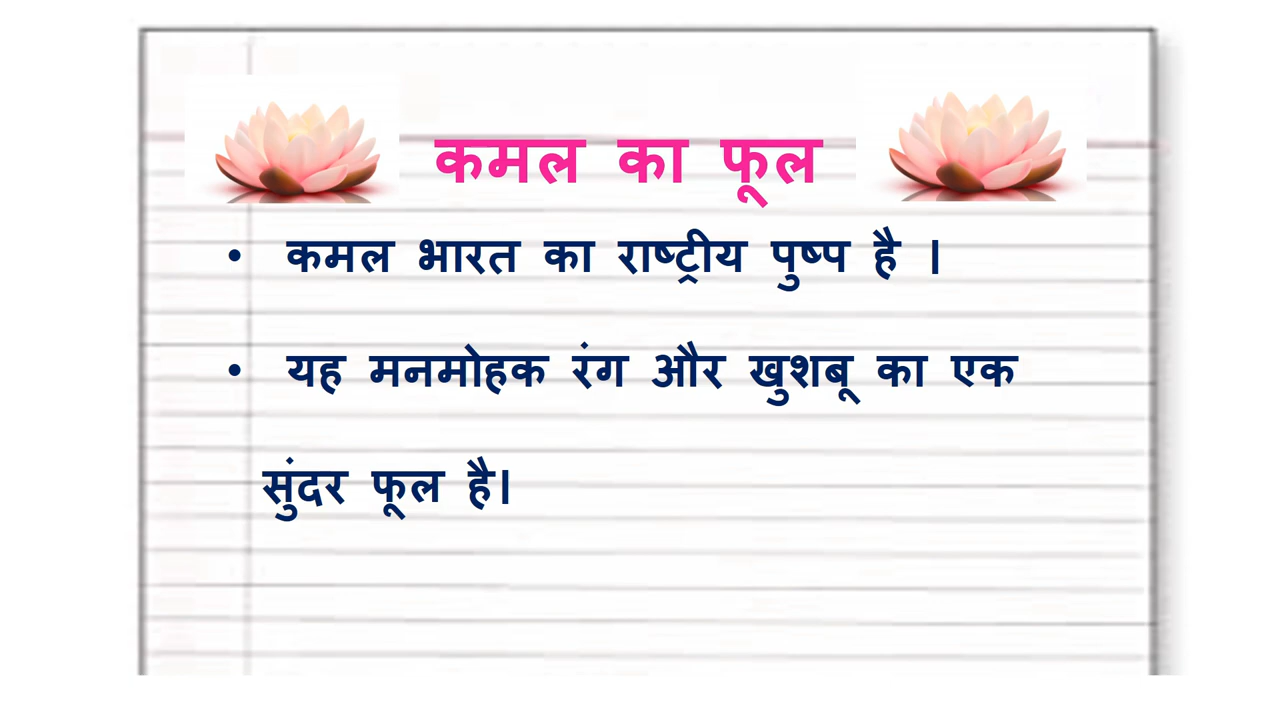 कमल का फूल
• कमल भारत का राष्ट्रीय पुष्प है ।
• यह मनमोहक रंग और खुशबू का एक
सुंदर फूल है।